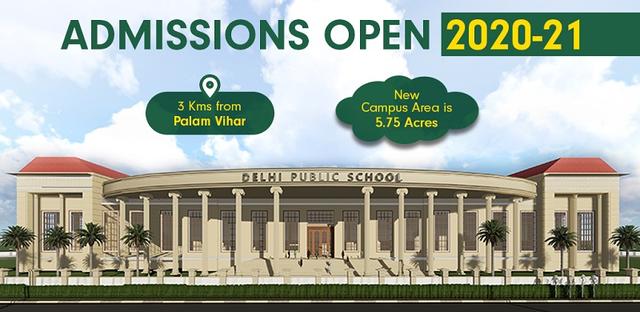 ADMISSIONS OPEN 2020-21
3 Kms from
Palam Vihar
New
Campus Area is
5.75 Acres
DELHI PUBLIC SCHOOL